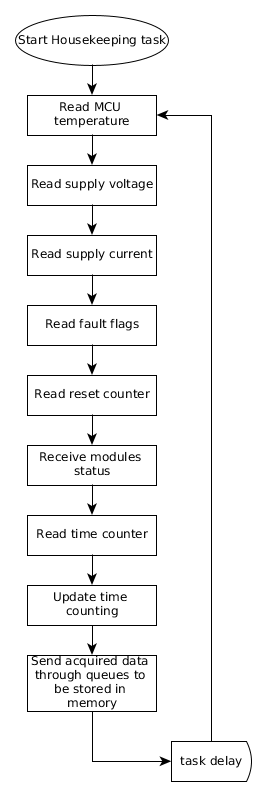 Start Housekeeping task
Read MCU
temperature
Read supply voltage
Read supply current
Read fault flags
Read reset counter
Receive modules
status
Read time counter
Update time
counting
Send acquired data
through queues to
be stored in
memory
task delay